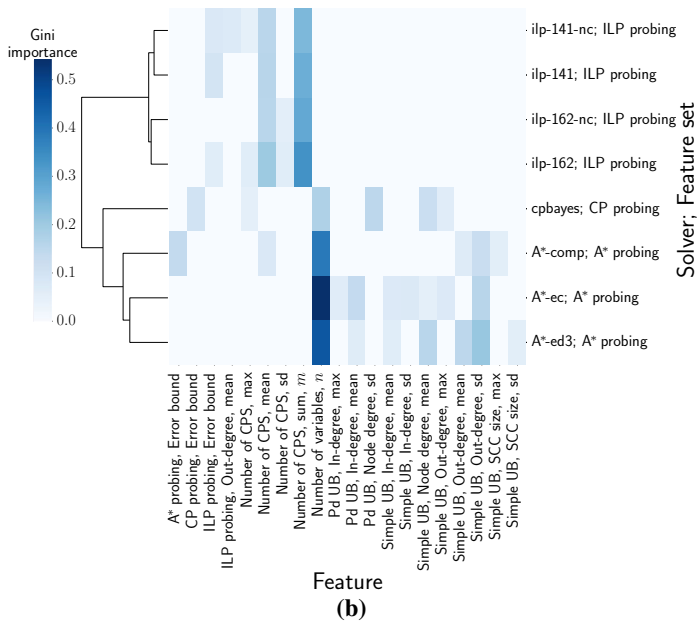 Gini
importance
0.5
0.4
0.3
0.2
0.1
0.0
ilp-141-nc; ILP probing
ilp-141; ILP probing
ilp-162-nc; ILP probing
ilp-162; ILP probing
cpbayes; CP probing
A*-comp; A* probing
A*-ec; A* probing
A*-ed3; A* probing
Solver; Feature set
A* probing, Error bound
CP probing, Error bound
ILP probing, Error bound
ILP probing, Out-degree, mean
Number of CPS, max
Number of CPS, mean
Number of CPS, sd
Number of CPS, sum, m
Number of variables, n
Pd UB, In-degree, max
Pd UB, In-degree, mean
Pd UB, Node degree, sd
Simple UB, In-degree, mean
Simple UB, In-degree, sd
Simple UB, Node degree, mean
Simple UB, Out-degree, max
Simple UB, Out-degree, mean
Simple UB, Out-degree, sd
Simple UB, SCC size, max
Simple UB, SCC size, sd
Feature
(b)